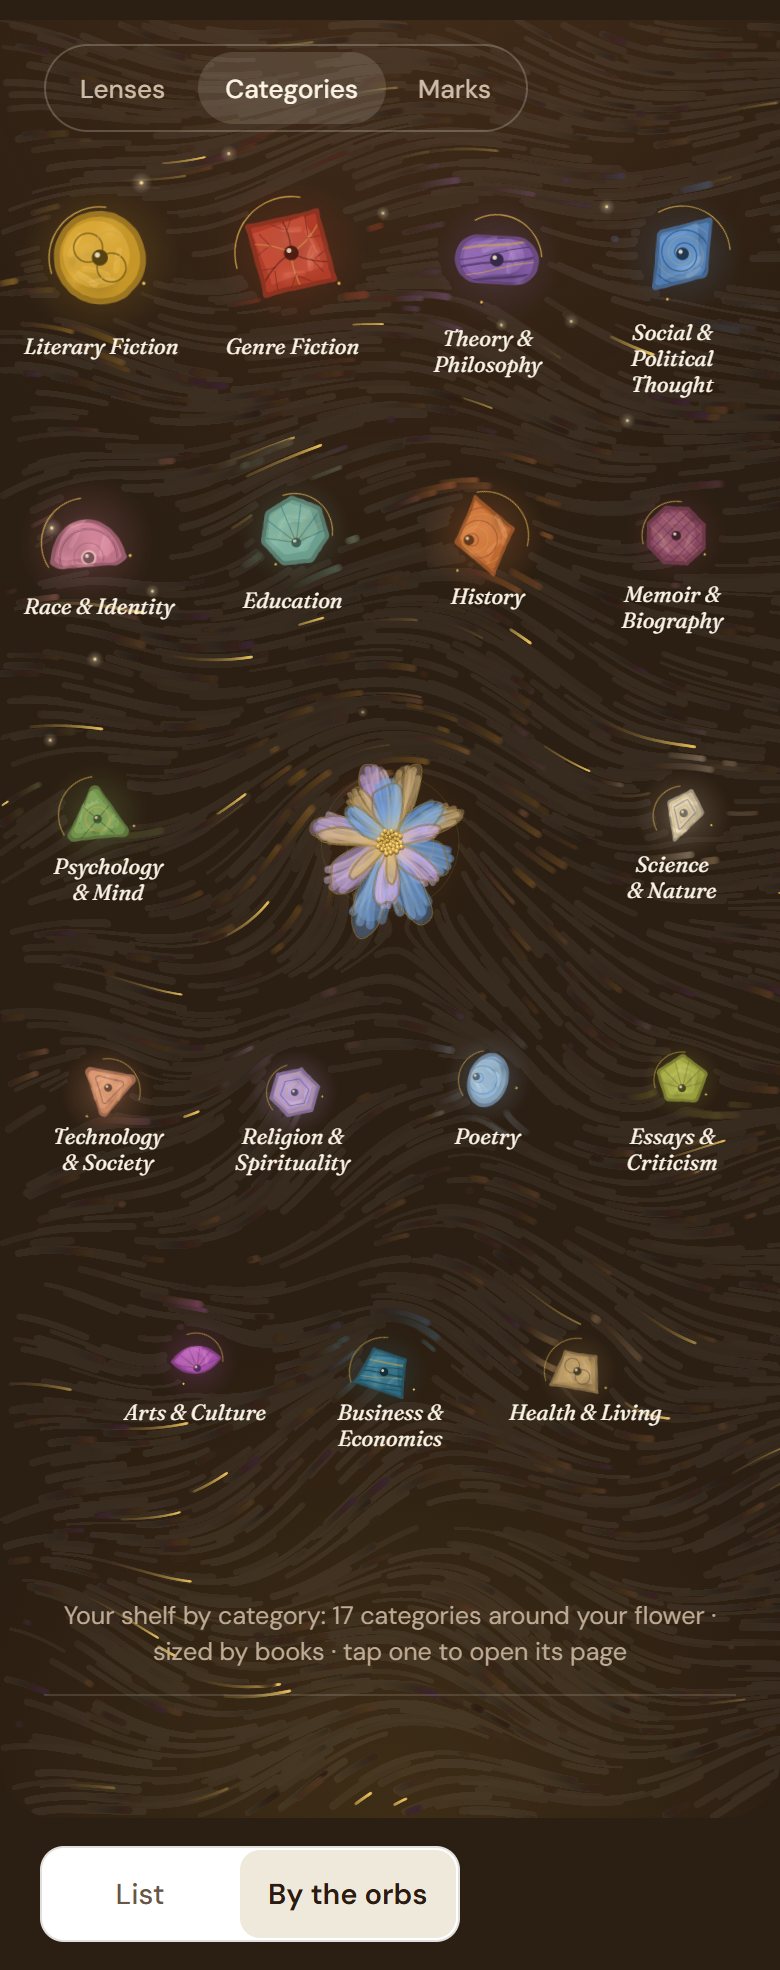 Lenses
Categories
Marks
Literary Fiction
Genre Fiction
Theory &
Philosophy
Social &
Political
Thought
Race & Identity
Education
History
Memoir &
Biography
Psychology
& Mind
Science
& Nature
Technology
& Society
Religion &
Spirituality
Poetry
Essays &
Criticism
Arts & Culture
Business &
Economics
Health & Living
Your shelf by category: 17 categories around your flower ·
sized by books · tap one to open its page
List
By the orbs